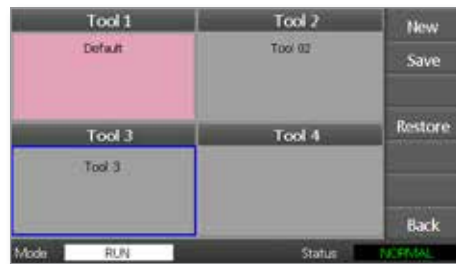 Tool 1
Tool 2
New
Default
Tool 02
Save
Restore
Tool 3
Tool 4
Tool 3
Back
Mode
RUN
Status
NORMAL